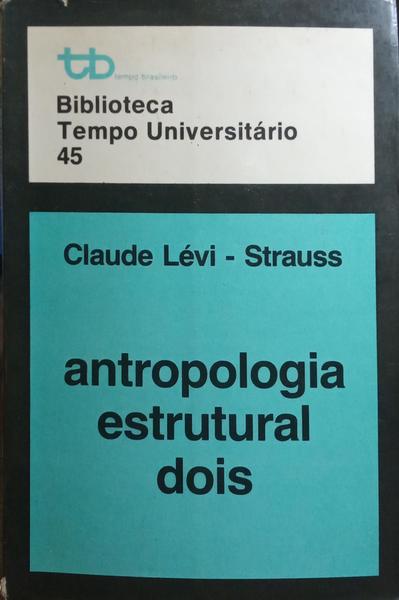 tb
tempo brasileiro
Biblioteca
Tempo Universitário
45
Claude Lévi - Strauss
antropologia
estrutural
dois